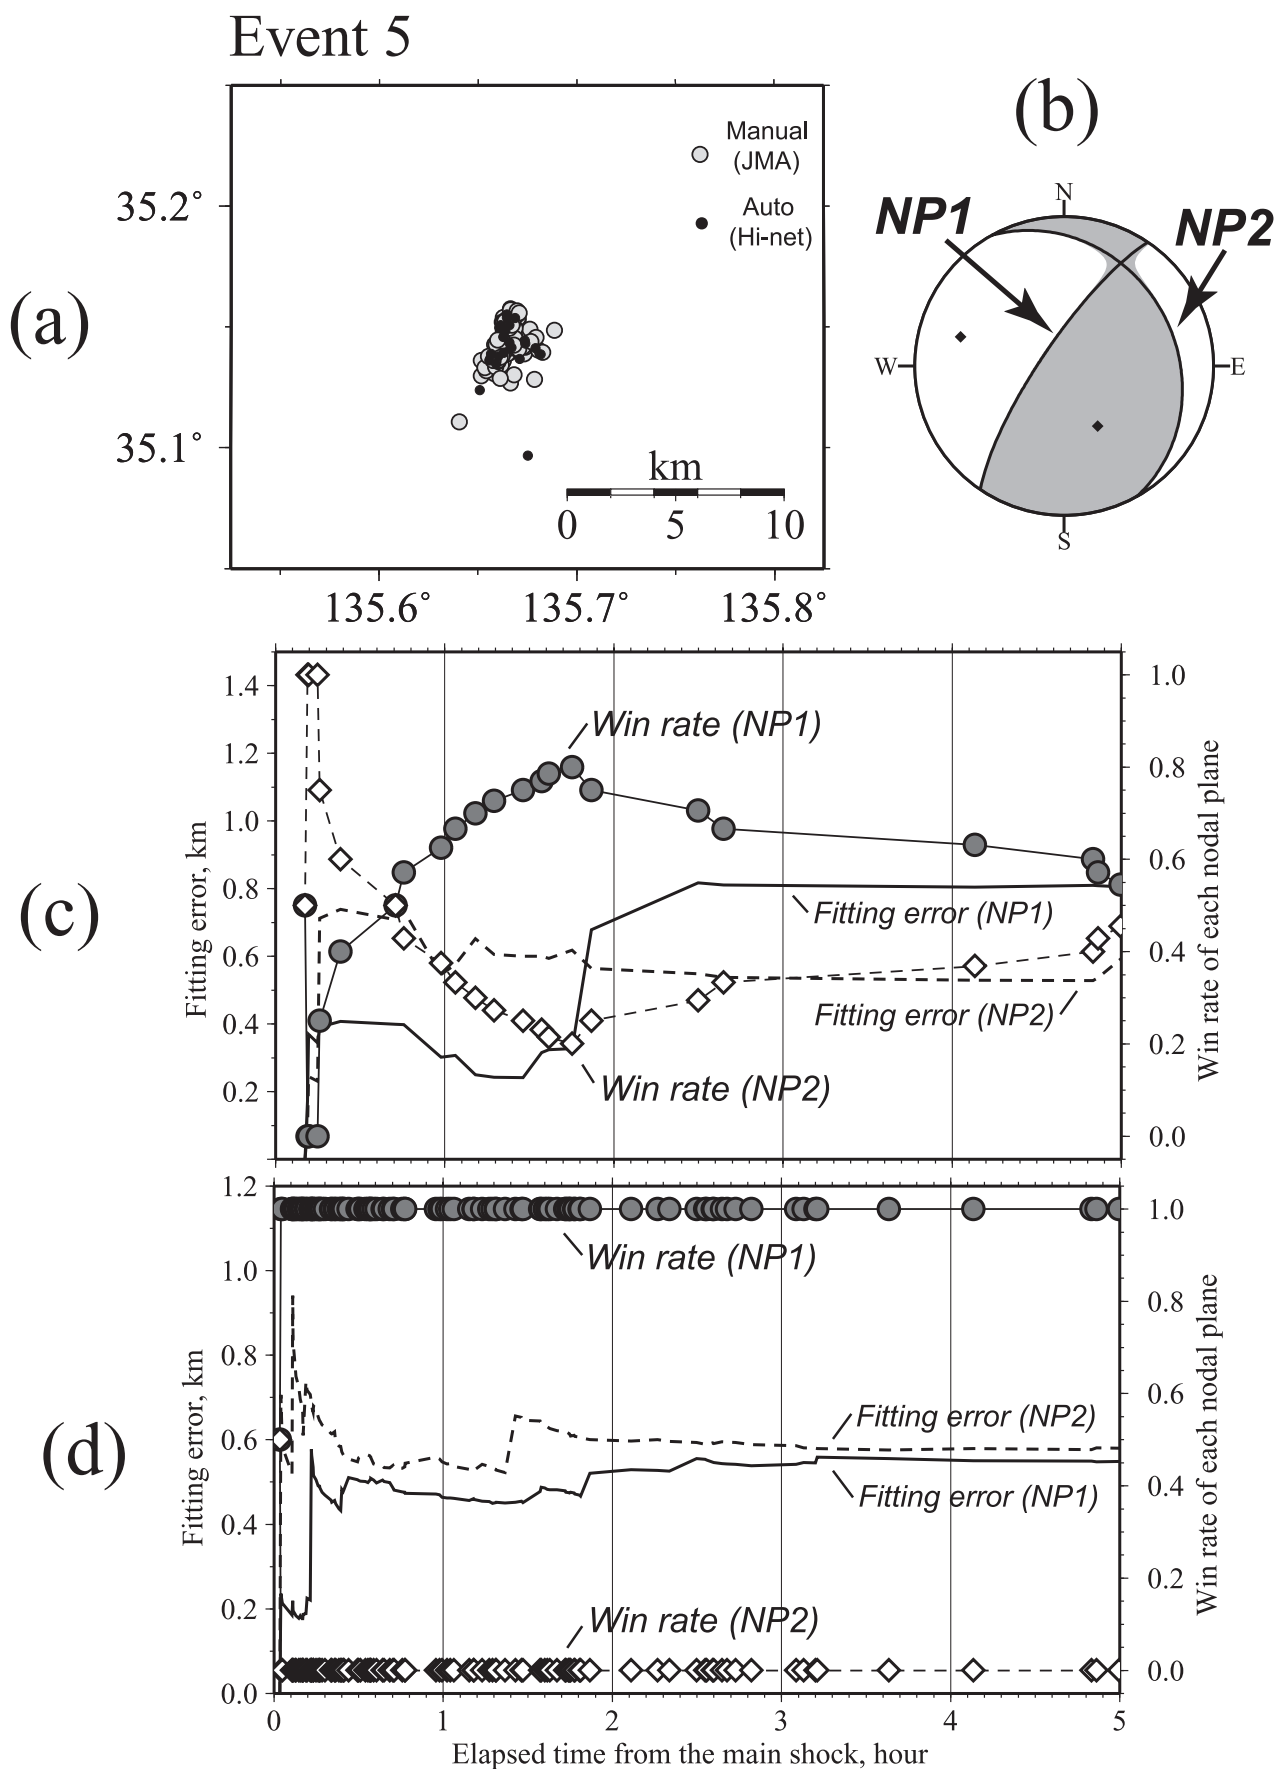 Event 5
(a)
Manual
(JMA)
Auto
(Hi-net)
35.2°
35.1°
km
0 5 10
135.6° 135.7° 135.8°
(b)
NP1
NP2
N
W
E
S
(c)
Fitting error, km
1.4
1.2
1.0
0.8
0.6
0.4
0.2
Win rate (NP1)
Fitting error (NP1)
Fitting error (NP2)
Win rate (NP2)
1.0
0.8
0.6
0.4
0.2
0.0
Win rate of each nodal plane
(d)
Fitting error, km
1.2
1.0
0.8
0.6
0.4
0.2
0.0
Win rate (NP1)
Fitting error (NP2)
Fitting error (NP1)
Win rate (NP2)
1.0
0.8
0.6
0.4
0.2
0.0
Win rate of each nodal plane
0 1 2 3 4 5
Elapsed time from the main shock, hour